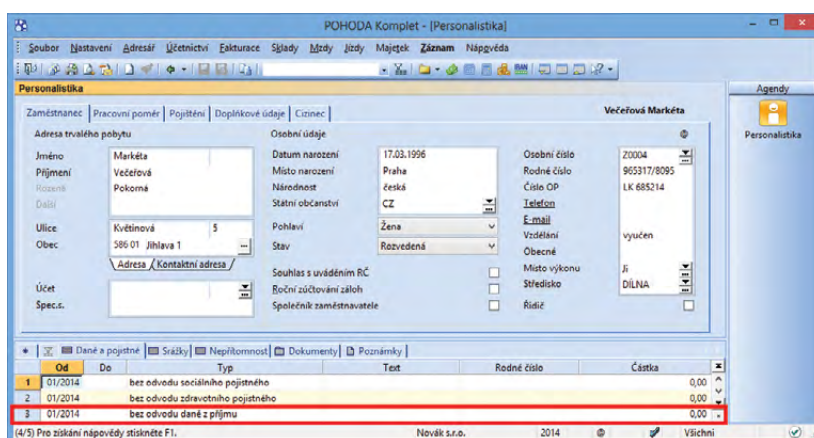 POHODA Komplet - [Personalistika]
Soubor Nastavení Adresář Účetnictví Fakturace Sklady Mzdy Jízdy Majetek Záznam Nápověda
Personalistika
Agendy
Personalistika
Zaměstnanec Pracovní poměr Pojištění Doplňkové údaje Cizinec Večeřová Markéta
Adresa trvalého pobytu Osobní údaje
Jméno Markéta Datum narození 17.03.1996 Osobní číslo Z0004
Příjmení Večeřová Místo narození Praha Rodné číslo 965317/8095
Rozená Pokorná Národnost česká Číslo OP LK 685214
Další Státní občanství CZ Telefon
E-mail
Ulice Květinová 5 Pohlaví Žena Vzdělání vyučen
Obec 586 01 Jihlava 1 Stav Rozvedená Obecné
Adresa Kontaktní adresa Souhlas s uváděním RČ Místo výkonu Ji
Účet Roční zúčtování záloh Středisko DÍLNA
Spec.s. Společník zaměstnavatele Řidič
Daně a pojistné Srážky Nepřítomnost Dokumenty Poznámky
Od Do Typ Text Rodné číslo Částka
1 01/2014 bez odvodu sociálního pojistného 0,00
2 01/2014 bez odvodu zdravotního pojistného 0,00
3 01/2014 bez odvodu daně z příjmu 0,00
(4/5) Pro získání nápovědy stiskněte F1. Novák s.r.o. 2014 Všichni